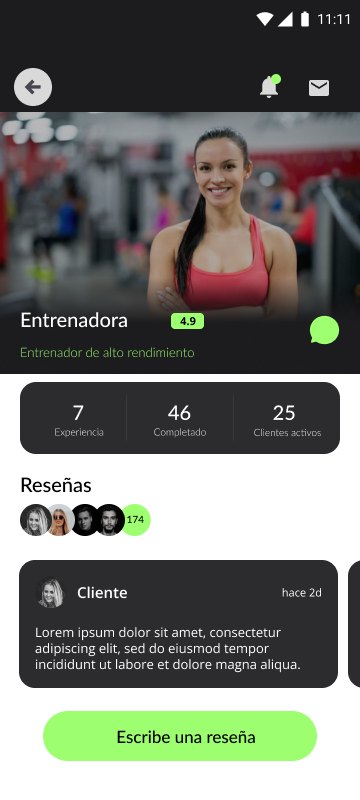 11:11
Entrenadora
4.9
Entrenador de alto rendimiento
7
46
25
Experiencia
Completado
Clientes activos
Reseñas
174
Cliente
hace 2d
Lorem ipsum dolor sit amet, consectetur
adipiscing elit, sed do eiusmod tempor
incididunt ut labore et dolore magna aliqua.
Escribe una reseña